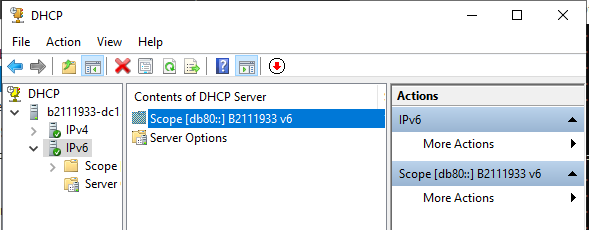 DHCP
File Action View Help
DHCP
b2111933-dc1
IPv4
IPv6
Scope
Server
Contents of DHCP Server
Scope [db80::] B2111933 v6
Server Options
Actions
IPv6
More Actions
Scope [db80::] B2111933 v6
More Actions